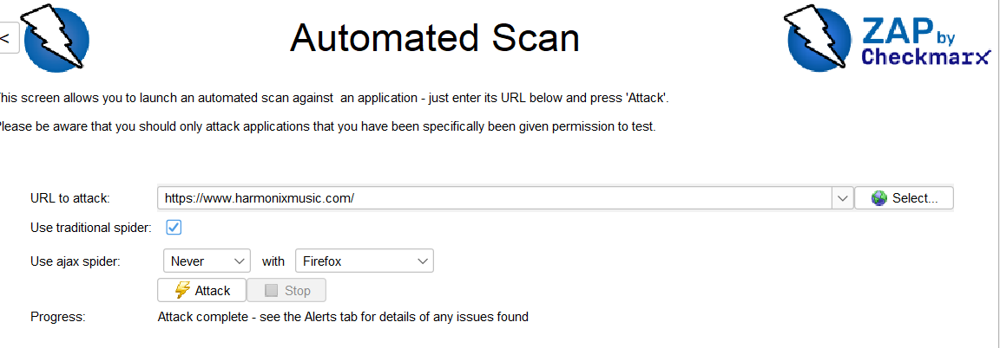 <
Automated Scan
ZAP by
Checkmarx
his screen allows you to launch an automated scan against  an application - just enter its URL below and press 'Attack'.
lease be aware that you should only attack applications that you have been specifically been given permission to test.
URL to attack: https://www.harmonixmusic.com/ Select...
Use traditional spider:
Use ajax spider: Never with Firefox
Attack Stop
Progress: Attack complete - see the Alerts tab for details of any issues found